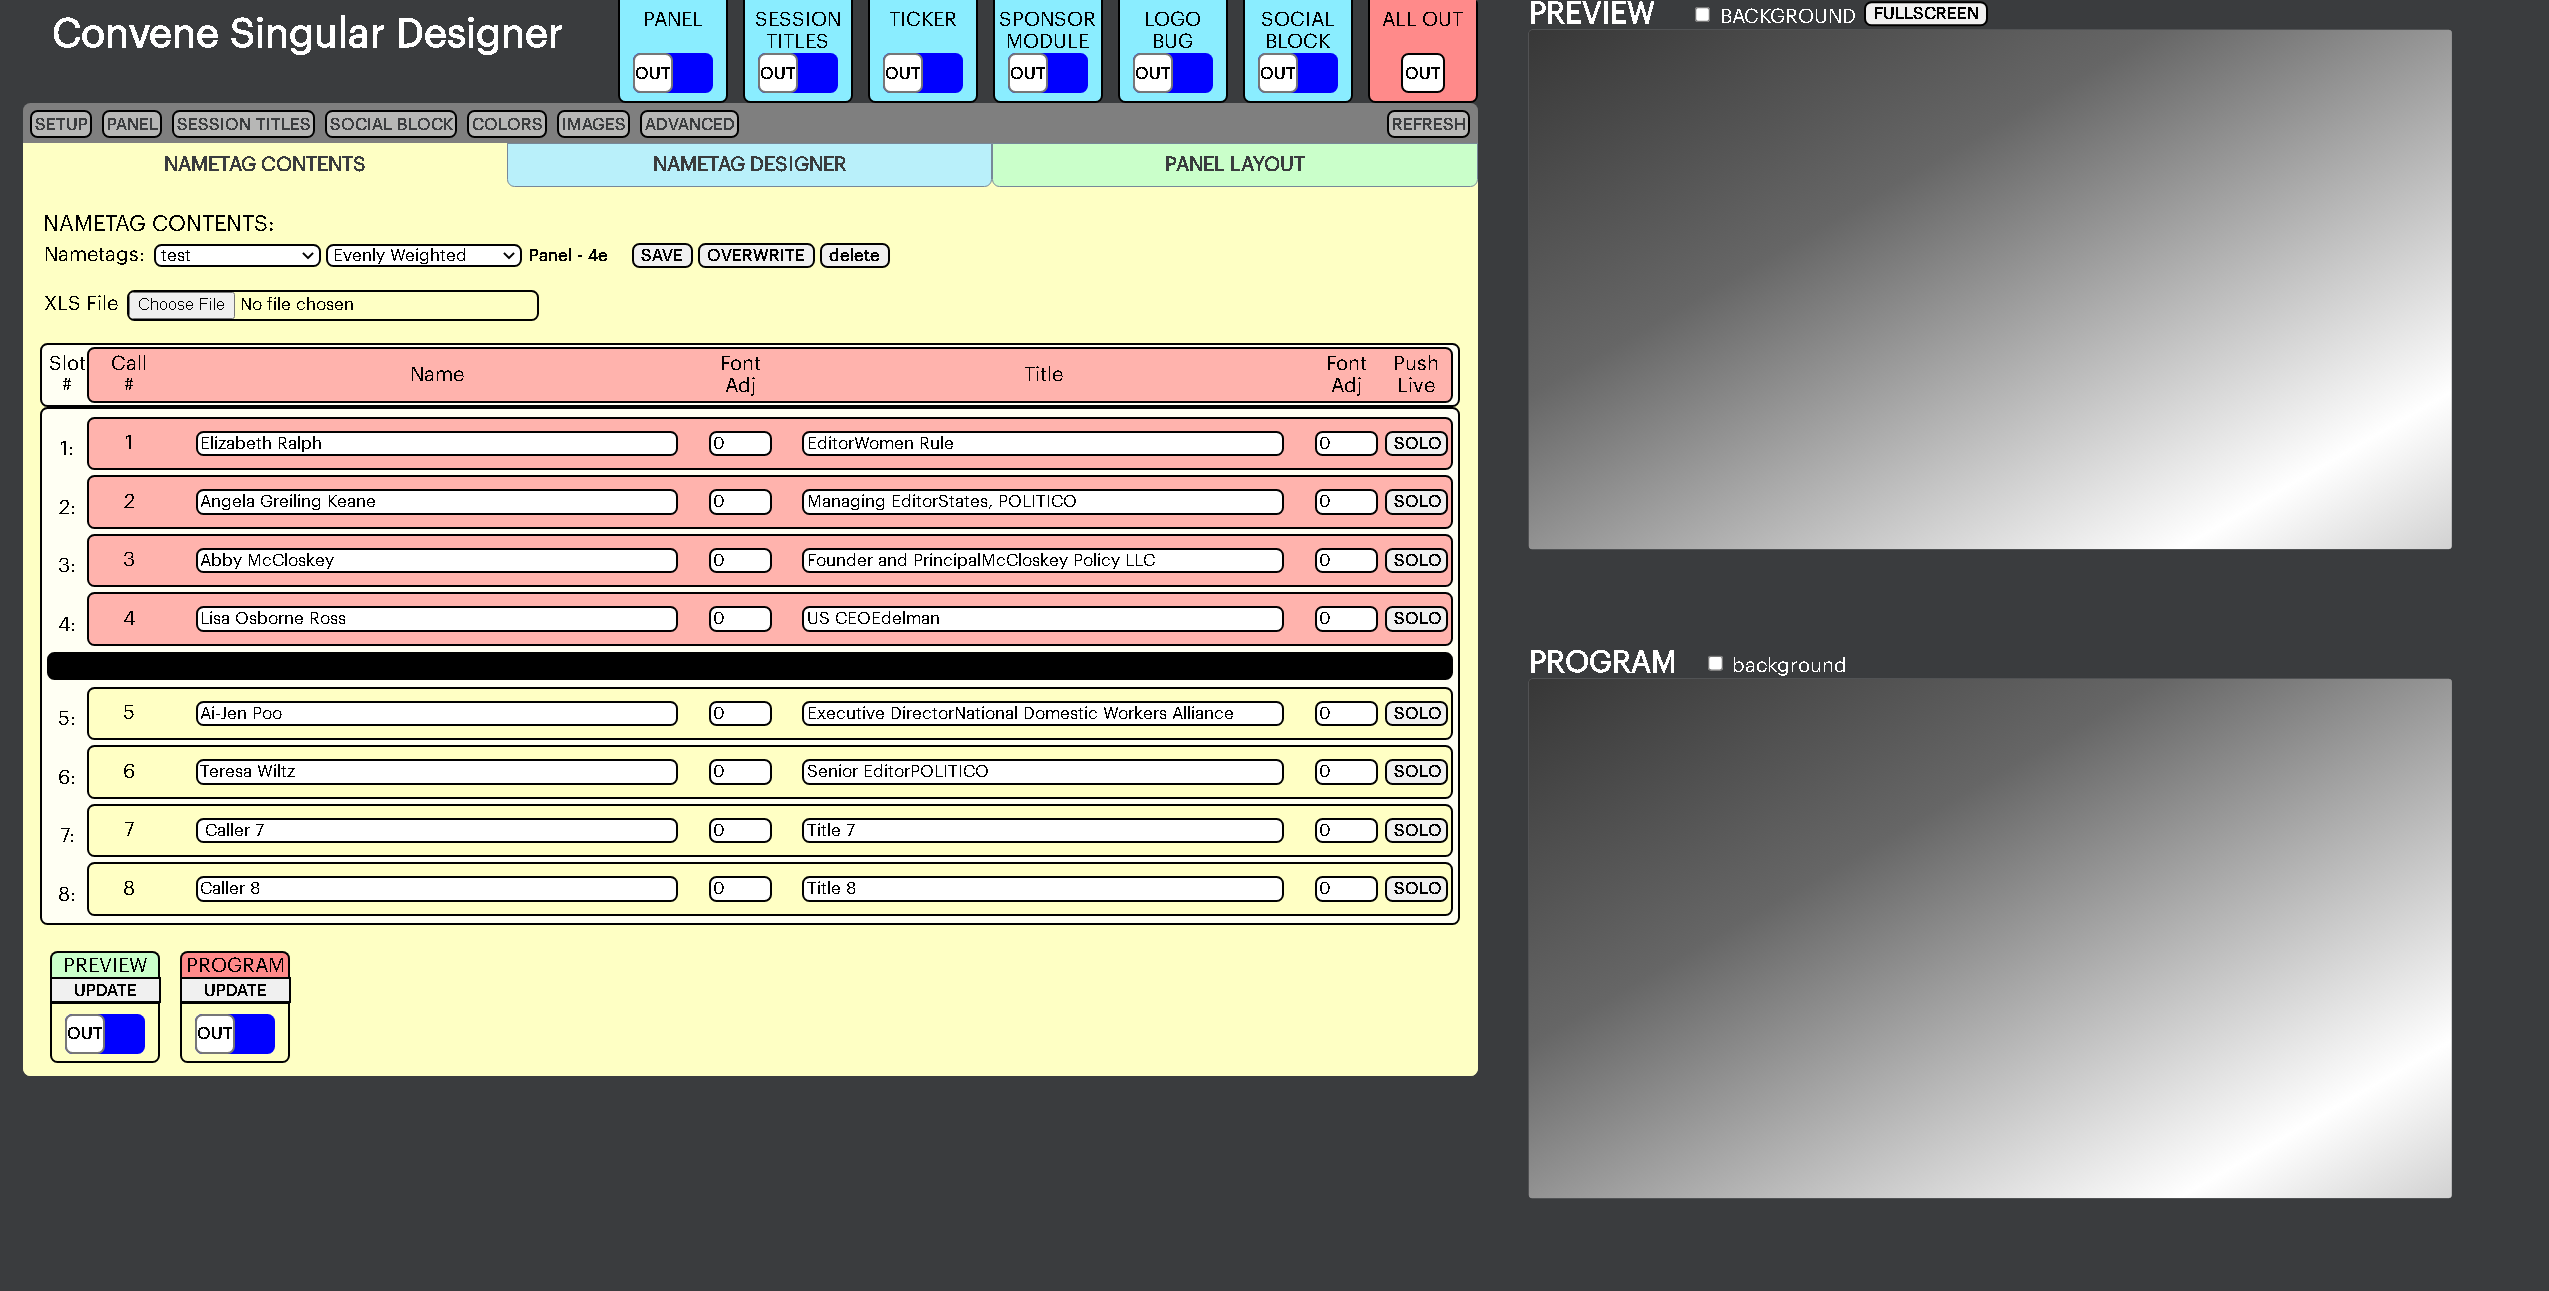 Convene Singular Designer
PANEL
OUT
SESSION
TITLES
OUT
TICKER
OUT
SPONSOR
MODULE
OUT
LOGO
BUG
OUT
SOCIAL
BLOCK
OUT
ALL OUT
OUT
SETUP PANEL SESSION TITLES SOCIAL BLOCK COLORS IMAGES ADVANCED REFRESH
NAMETAG CONTENTS NAMETAG DESIGNER PANEL LAYOUT
NAMETAG CONTENTS:
Nametags: test Evenly Weighted Panel - 4e SAVE OVERWRITE delete
XLS File Choose File No file chosen
Slot # Call # Name Font Adj Title Font Adj Push Live
1: 1 Elizabeth Ralph 0 EditorWomen Rule 0 SOLO
2: 2 Angela Greiling Keane 0 Managing EditorStates, POLITICO 0 SOLO
3: 3 Abby McCloskey 0 Founder and PrincipalMcCloskey Policy LLC 0 SOLO
4: 4 Lisa Osborne Ross 0 US CEOEdelman 0 SOLO
5: 5 Ai-Jen Poo 0 Executive DirectorNational Domestic Workers Alliance 0 SOLO
6: 6 Teresa Wiltz 0 Senior EditorPOLITICO 0 SOLO
7: 7 Caller 7 0 Title 7 0 SOLO
8: 8 Caller 8 0 Title 8 0 SOLO
PREVIEW
UPDATE
OUT
PROGRAM
UPDATE
OUT
PREVIEW BACKGROUND FULLSCREEN
PROGRAM background